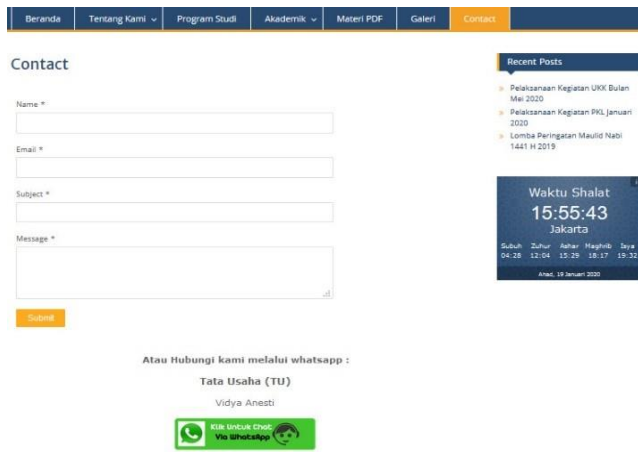 Beranda Tentang Kami Program Studi Akademik Materi PDF Galeri Contact
Contact
Name *
Email *
Subject *
Message *
Submit
Atau Hubungi kami melalui whatsapp :
Tata Usaha (TU)
Vidya Anesti
Klik Untuk Chat
Via WhatsApp
Recent Posts
» Pelaksanaan Kegiatan UKK Bulan
Mei 2020
» Pelaksanaan Kegiatan PKL Januari
2020
» Lomba Peringatan Maulid Nabi
1441 H 2019
Waktu Shalat
15:55:43
Jakarta
Subuh Zuhur Ashar Maghrib Isya
04:28 12:04 15:29 18:17 19:32
Ahad, 19 Januari 2020